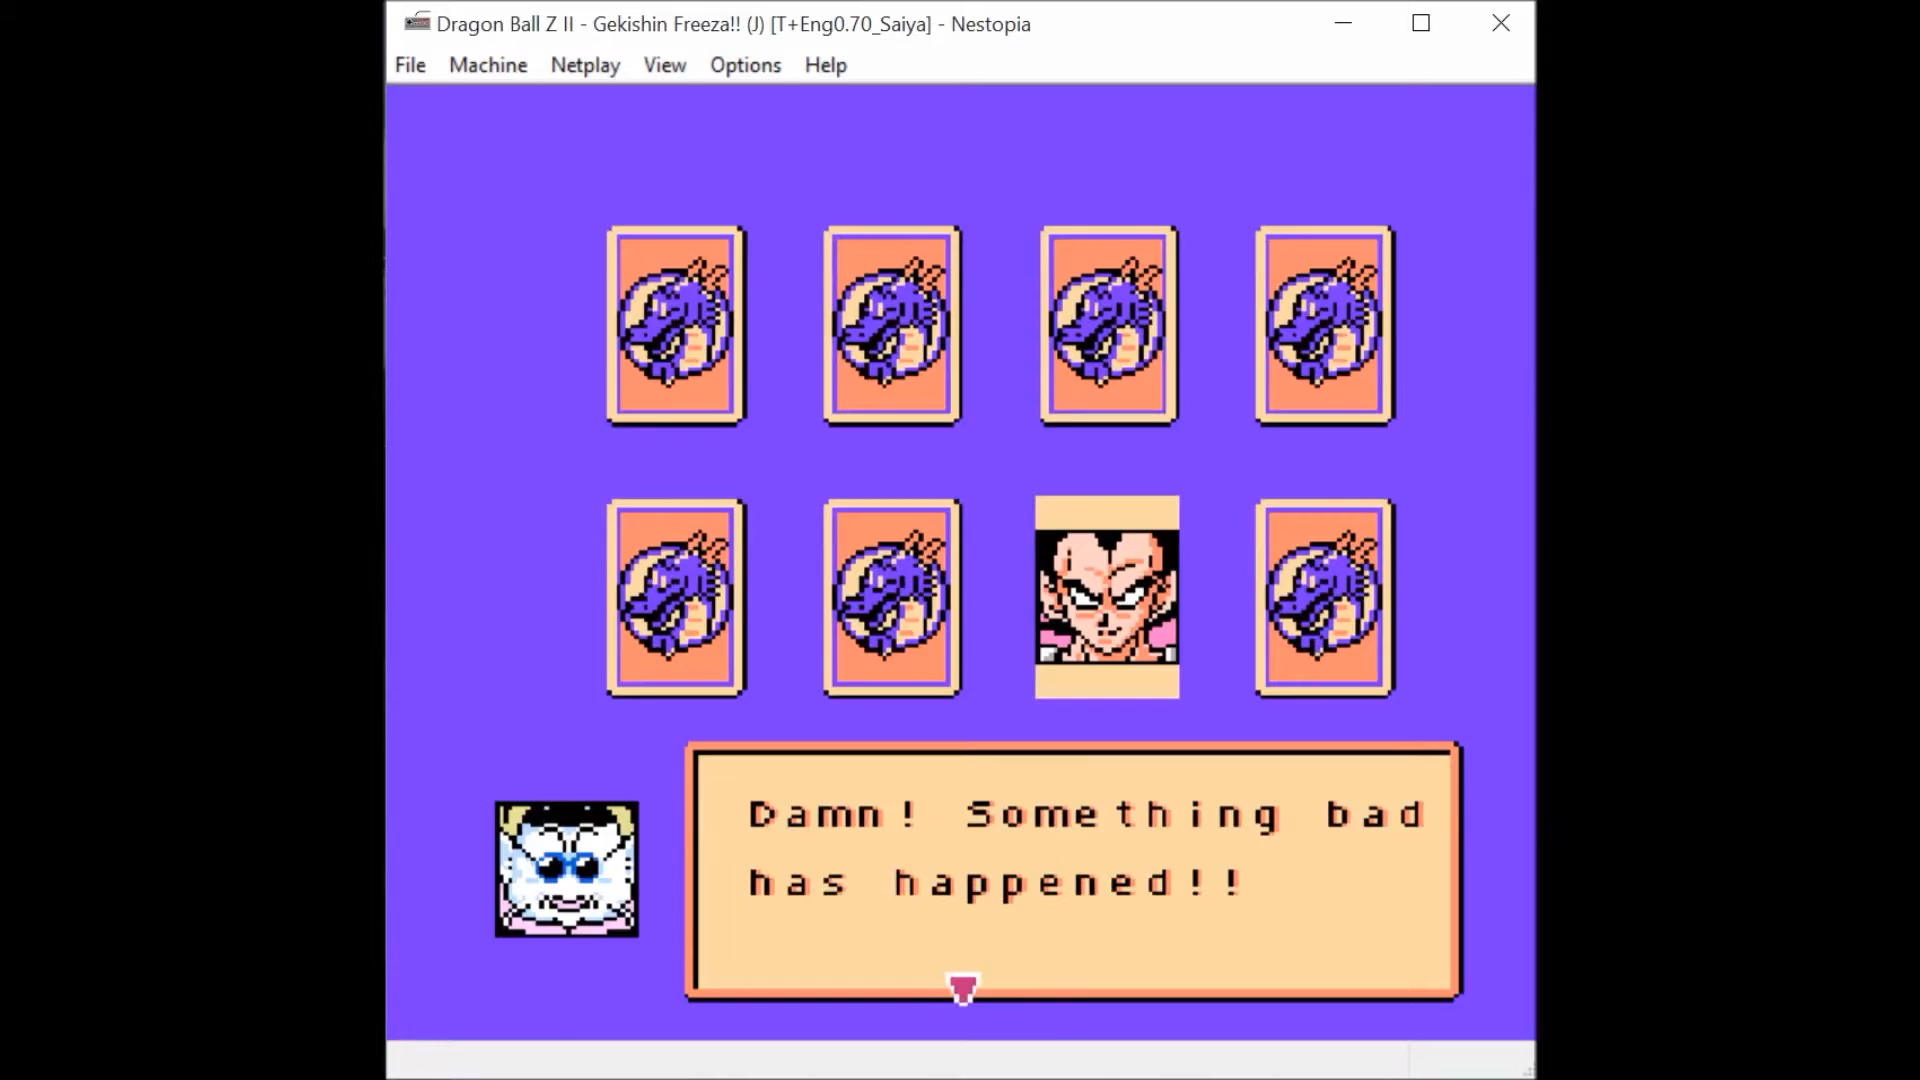 Dragon Ball Z II - Gekishin Freeza!! (J) [T+Eng0.70_Saiya] - Nestopia
File Machine Netplay View Options Help
Damn! Something bad
has happened!!